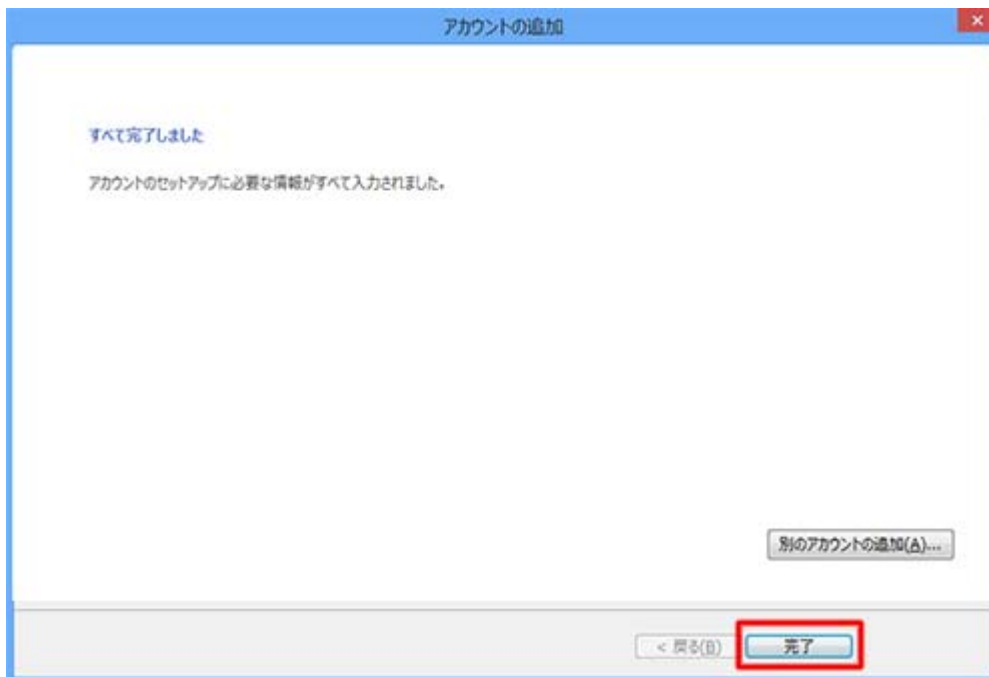 アカウントの追加
すべて完了しました
アカウントのセットアップに必要な情報がすべて入力されました。
別のアカウントの追加(A)...
< 戻る(B)
完了